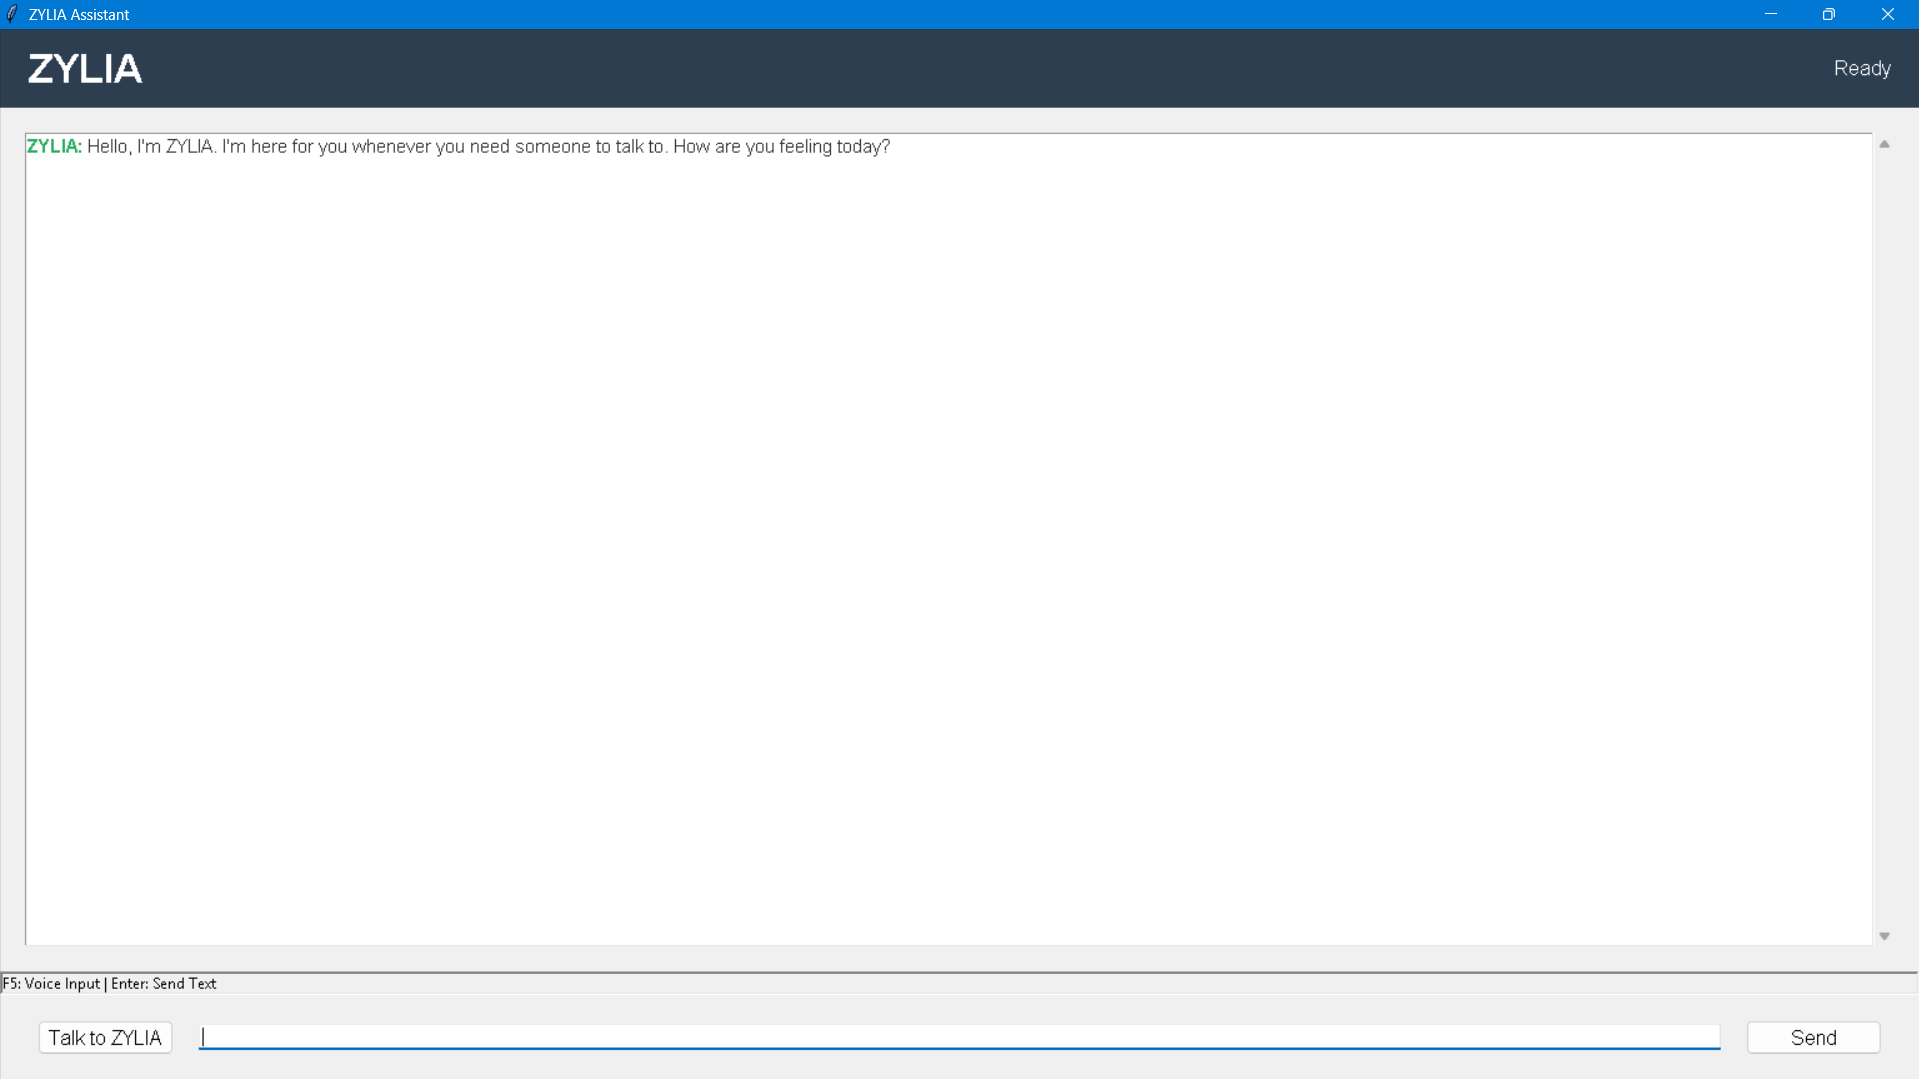 ZYLIA Assistant
ZYLIA
Ready
ZYLIA: Hello, I'm ZYLIA. I'm here for you whenever you need someone to talk to. How are you feeling today?
F5: Voice Input | Enter: Send Text
Talk to ZYLIA
Send